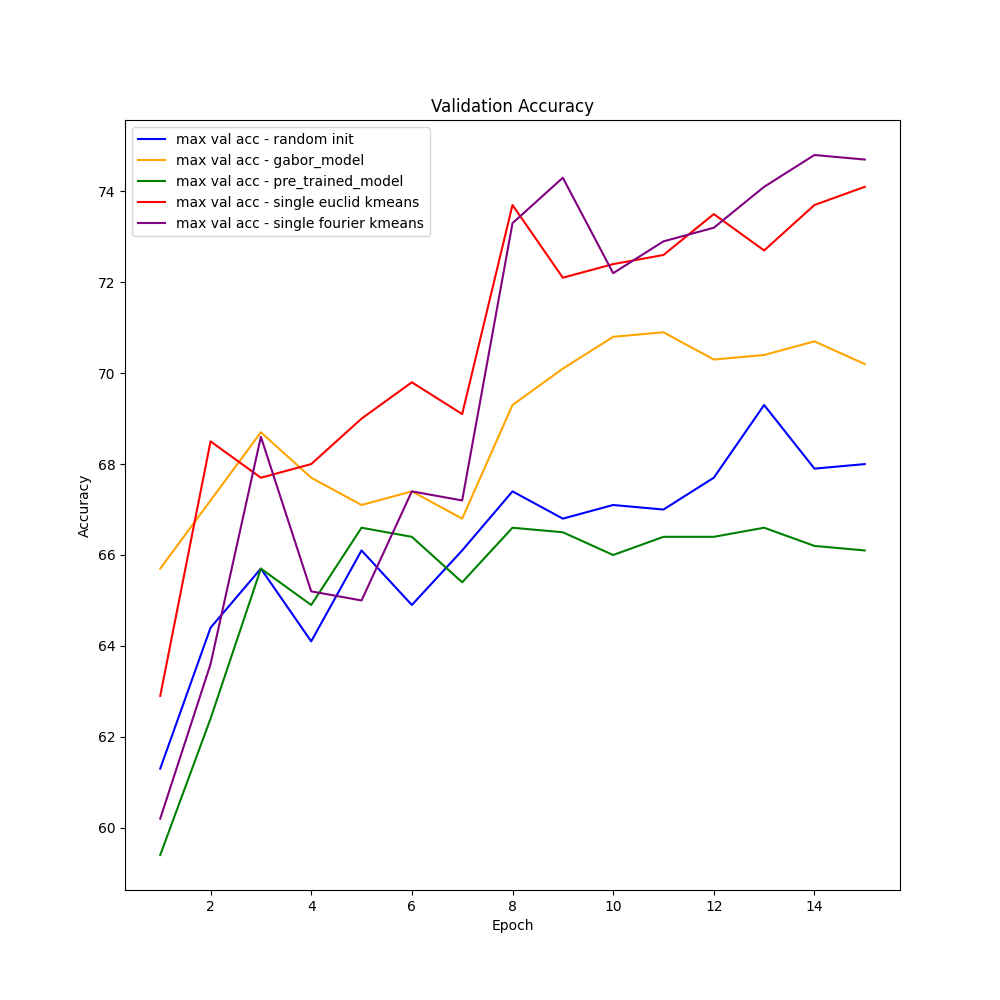 Validation Accuracy
max val acc - random init
max val acc - gabor_model
max val acc - pre_trained_model
max val acc - single euclid kmeans
max val acc - single fourier kmeans
74
72
70
68
66
64
62
60
Accuracy
2 4 6 8 10 12 14
Epoch